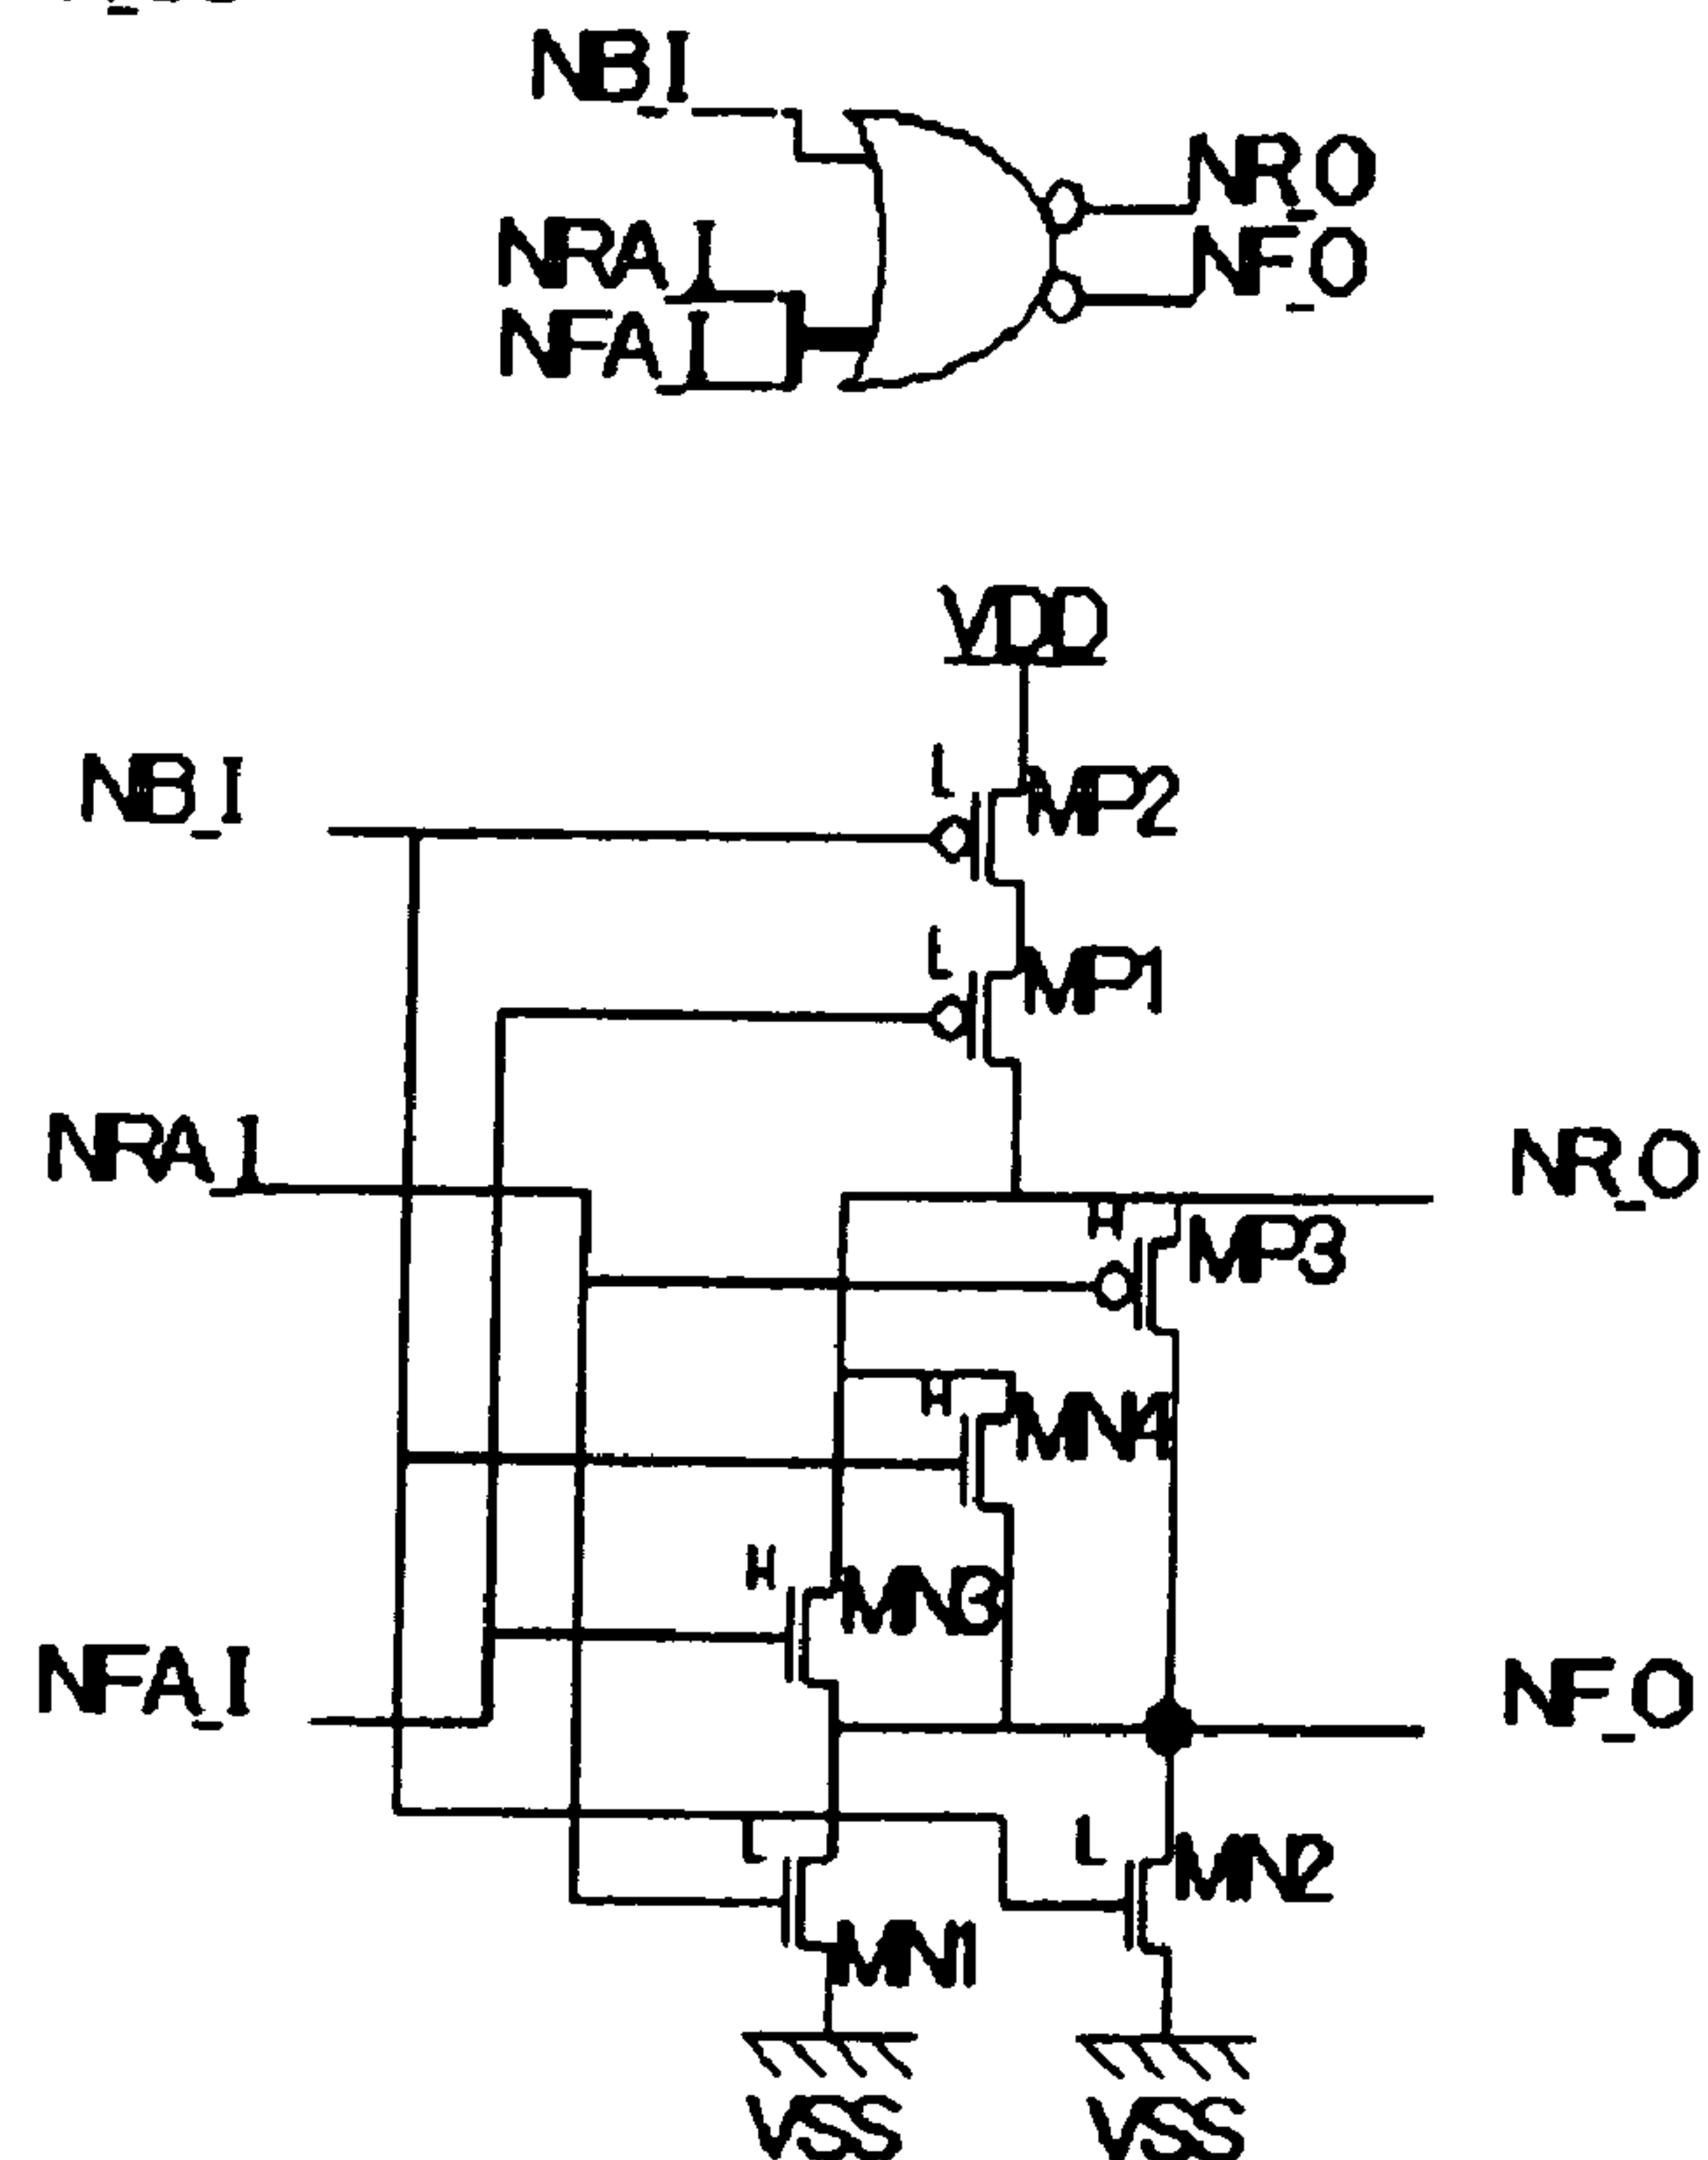 NB_I
NR_O
NRA_I
NF_O
NFA_I
VDD
L
MP2
NB_I
L
MP1
NRA_I
NR_O
H
MP3
H
MN4
H
MN3
NFA_I
NF_O
L
L
MN2
MN1
VSS
VSS